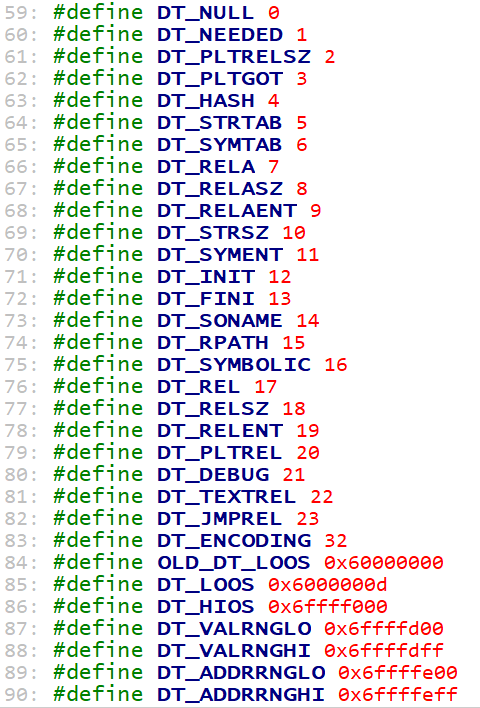 59: #define DT_NULL 0
60: #define DT_NEEDED 1
61: #define DT_PLTRELSZ 2
62: #define DT_PLTGOT 3
63: #define DT_HASH 4
64: #define DT_STRTAB 5
65: #define DT_SYMTAB 6
66: #define DT_RELA 7
67: #define DT_RELASZ 8
68: #define DT_RELAENT 9
69: #define DT_STRSZ 10
70: #define DT_SYMENT 11
71: #define DT_INIT 12
72: #define DT_FINI 13
73: #define DT_SONAME 14
74: #define DT_RPATH 15
75: #define DT_SYMBOLIC 16
76: #define DT_REL 17
77: #define DT_RELSZ 18
78: #define DT_RELENT 19
79: #define DT_PLTREL 20
80: #define DT_DEBUG 21
81: #define DT_TEXTREL 22
82: #define DT_JMPREL 23
83: #define DT_ENCODING 32
84: #define OLD_DT_LOOS 0x60000000
85: #define DT_LOOS 0x6000000d
86: #define DT_HIOS 0x6ffff000
87: #define DT_VALRNGLO 0x6ffffd00
88: #define DT_VALRNGHI 0x6ffffdff
89: #define DT_ADDRRNGLO 0x6ffffe00
90: #define DT_ADDRRNGHI 0x6ffffeff